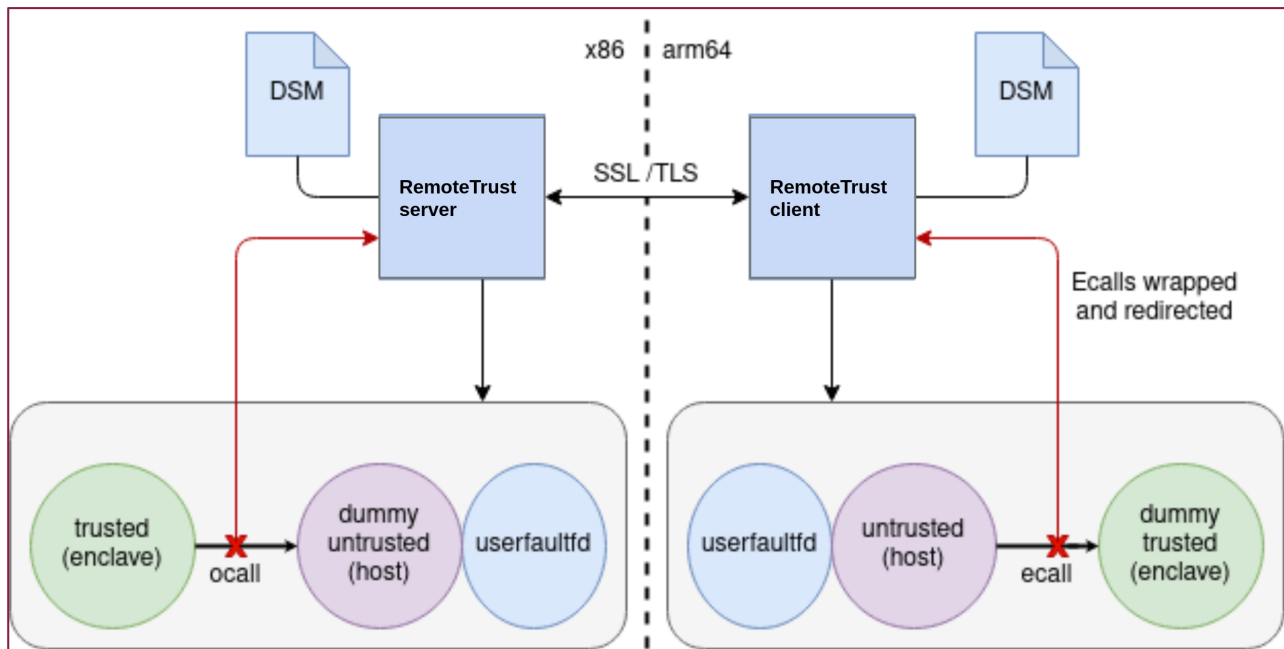 x86
arm64
DSM
DSM
RemoteTrust
server
SSL /TLS
RemoteTrust
client
Ecalls wrapped
and redirected
trusted
(enclave)
ocall
dummy
untrusted
(host)
userfaultfd
userfaultfd
untrusted
(host)
ecall
dummy
trusted
(enclave)